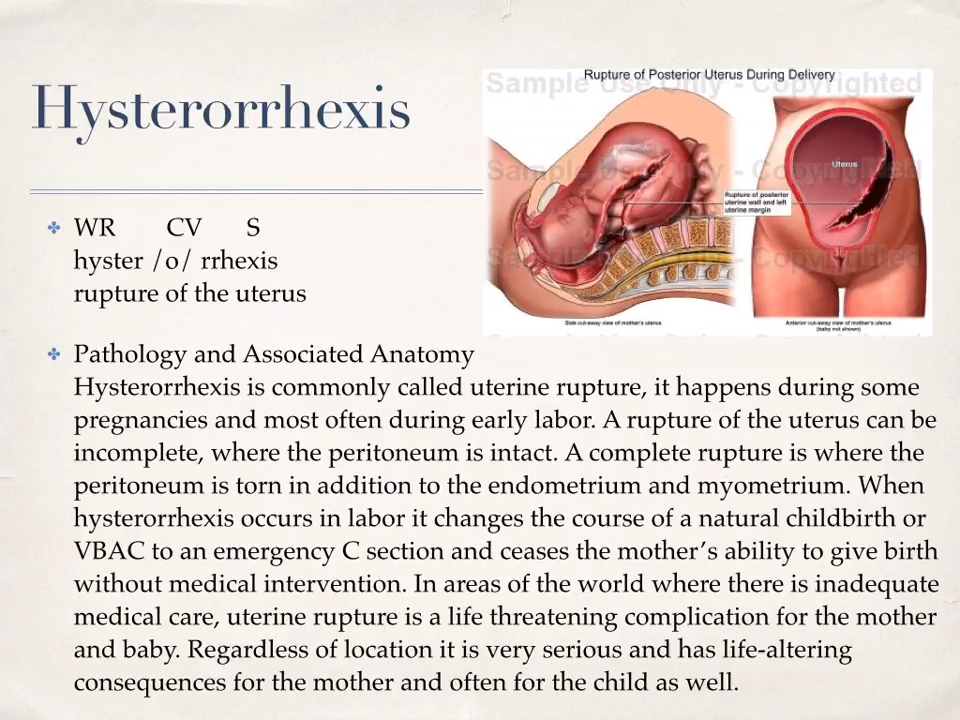 Hysterorrhexis
Rupture of Posterior Uterus During Delivery
Sample Use Only - Copyrighted
Sample Use Only - Copyrighted
Sample Use Only - Copyrighted
Uterus
Rupture of posterior
uterine wall and left
uterine margin
Side cut-away view of mother's uterus
Anterior cut-away view of mother's uterus
(baby not shown)
WR CV S
hyster /o/ rrhexis
rupture of the uterus
Pathology and Associated Anatomy
Hysterorrhexis is commonly called uterine rupture, it happens during some
pregnancies and most often during early labor. A rupture of the uterus can be
incomplete, where the peritoneum is intact. A complete rupture is where the
peritoneum is torn in addition to the endometrium and myometrium. When
hysterorrhexis occurs in labor it changes the course of a natural childbirth or
VBAC to an emergency C section and ceases the mother's ability to give birth
without medical intervention. In areas of the world where there is inadequate
medical care, uterine rupture is a life threatening complication for the mother
and baby. Regardless of location it is very serious and has life-altering
consequences for the mother and often for the child as well.